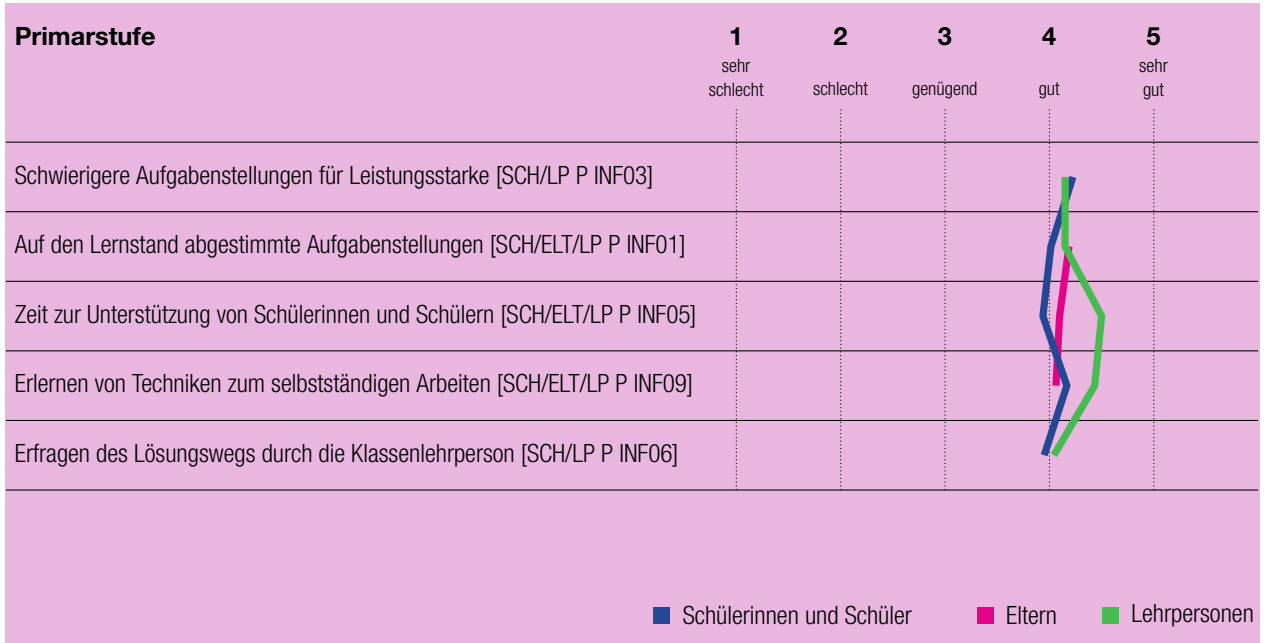 Primarstufe 1 2 3 4 5
sehr sehr
schlecht schlecht genügend gut gut
Schwierigere Aufgabenstellungen für Leistungsstarke [SCH/LP P INF03]
Auf den Lernstand abgestimmte Aufgabenstellungen [SCH/ELT/LP P INF01]
Zeit zur Unterstützung von Schülerinnen und Schülern [SCH/ELT/LP P INF05]
Erlernen von Techniken zum selbstständigen Arbeiten [SCH/ELT/LP P INF09]
Erfragen des Lösungswegs durch die Klassenlehrperson [SCH/LP P INF06]
Schülerinnen und Schüler Eltern Lehrpersonen